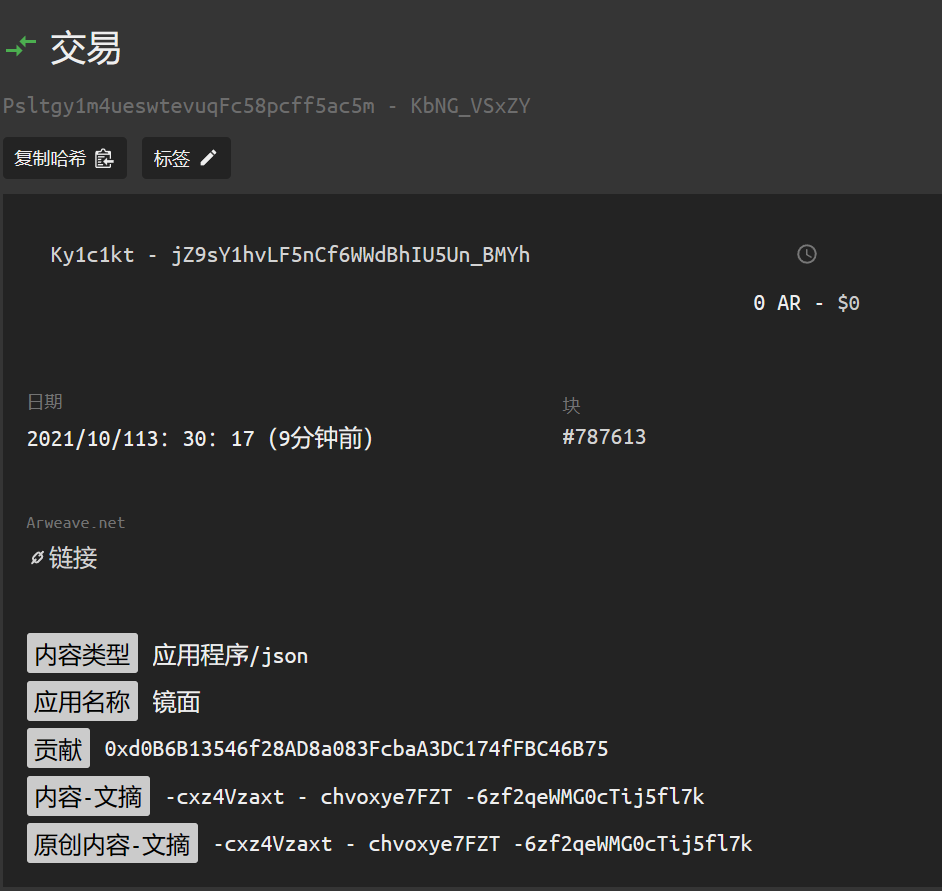 交易
Psltgy1m4ueswtevuqFc58pcff5ac5m - KbNG_VSxZY
复制哈希 标签
Ky1c1kt - jZ9sY1hvLF5nCf6WWdBhIU5Un_BMYh
0 AR - $0
日期 块
2021/10/113：30：17（9分钟前） #787613
Arweave.net
链接
内容类型 应用程序/json
应用名称 镜面
贡献 0xd0B6B13546f28AD8a083FcbaA3DC174fFBC46B75
内容-文摘 -cxz4Vzaxt - chvoxye7FZT -6zf2qeWMG0cTij5fl7k
原创内容-文摘 -cxz4Vzaxt - chvoxye7FZT -6zf2qeWMG0cTij5fl7k